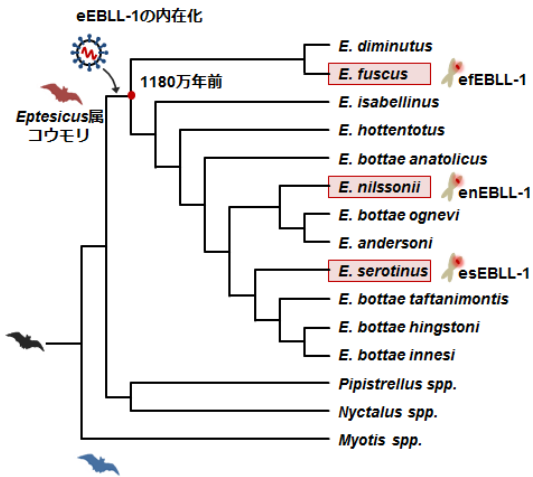 eEBLL-1の内在化
1180万年前
Eptesicus属
コウモリ
E. diminutus
E. fuscus
efEBLL-1
E. isabellinus
E. hottentotus
E. bottae anatolicus
E. nilssonii
enEBLL-1
E. bottae ognevi
E. andersoni
E. serotinus
esEBLL-1
E. bottae taftanimontis
E. bottae hingstoni
E. bottae innesi
Pipistrellus spp.
Nyctalus spp.
Myotis spp.